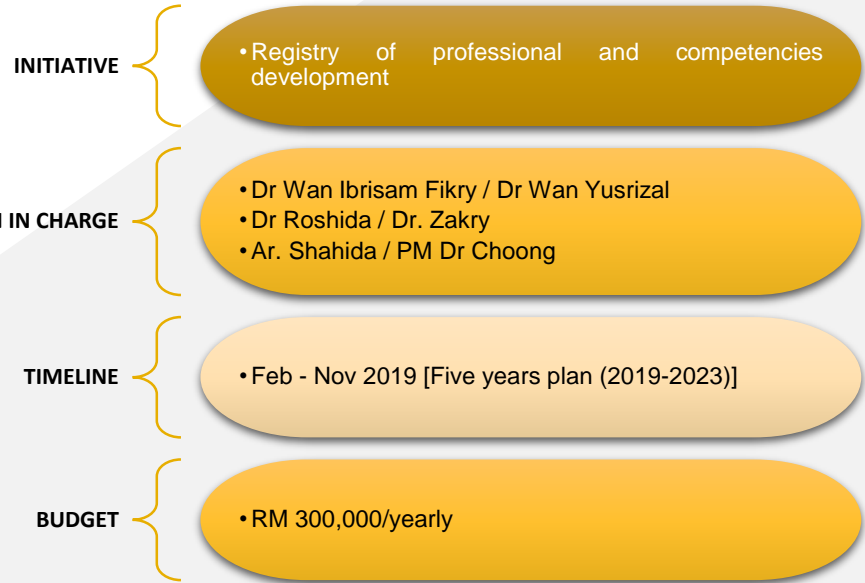 INITIATIVE
• Registry of professional and competencies
development
IN CHARGE
• Dr Wan Ibrisam Fikry / Dr Wan Yusrizal
• Dr Roshida / Dr. Zakry
• Ar. Shahida / PM Dr Choong
TIMELINE
• Feb - Nov 2019 [Five years plan (2019-2023)]
BUDGET
• RM 300,000/yearly